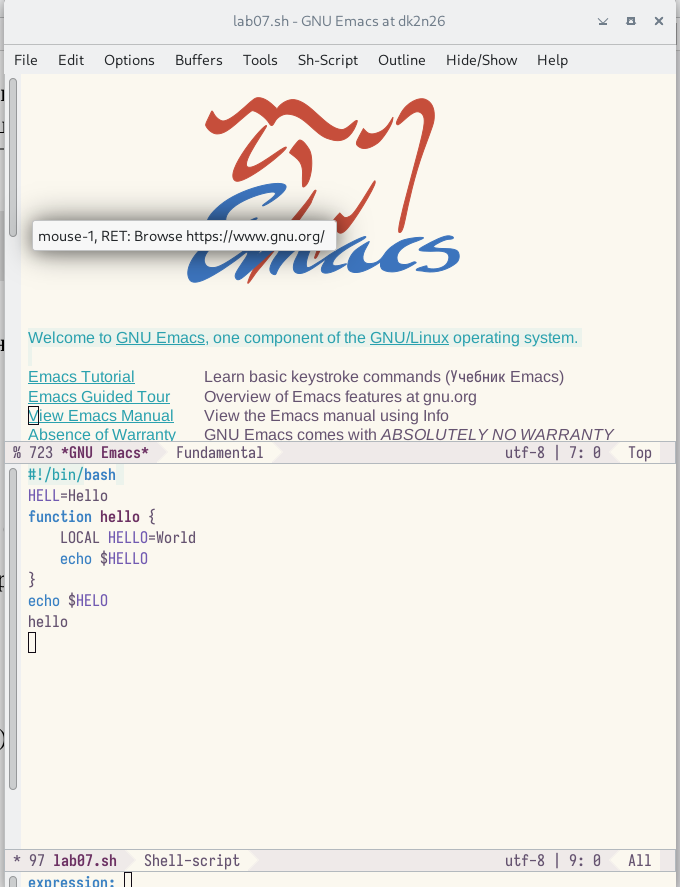 lab07.sh - GNU Emacs at dk2n26
File Edit Options Buffers Tools Sh-Script Outline Hide/Show Help
Emacs
mouse-1, RET: Browse https://www.gnu.org/
Welcome to GNU Emacs, one component of the GNU/Linux operating system.
Emacs Tutorial Learn basic keystroke commands (Учебник Emacs)
Emacs Guided Tour Overview of Emacs features at gnu.org
View Emacs Manual View the Emacs manual using Info
Absence of Warranty GNU Emacs comes with ABSOLUTELY NO WARRANTY
% 723 *GNU Emacs* Fundamental utf-8 | 7: 0 Top
#!/bin/bash
HELL=Hello
function hello {
    LOCAL HELLO=World
    echo $HELLO
}
echo $HELO
hello
* 97 lab07.sh Shell-script utf-8 | 9: 0 All
expression: